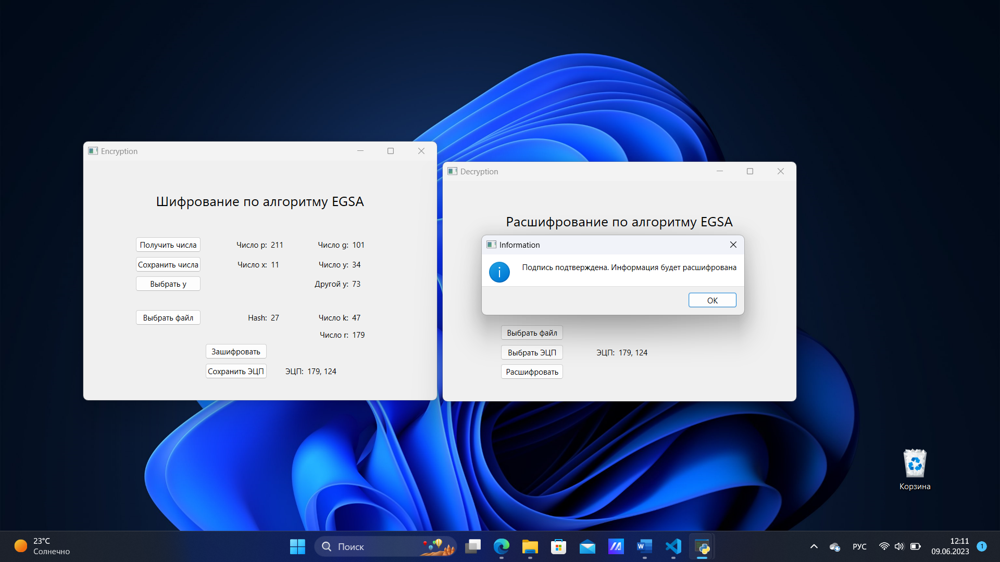 Encryption
Шифрование по алгоритму EGSA
Получить числа
Число p: 211
Число g: 101
Сохранить числа
Число x: 11
Число y: 34
Выбрать y
Другой y: 73
Выбрать файл
Hash: 27
Число k: 47
Число r: 179
Зашифровать
Сохранить ЭЦП
ЭЦП: 179, 124
Decryption
Расшифрование по алгоритму EGSA
Information
Подпись подтверждена. Информация будет расшифрована
OK
Выбрать файл
Выбрать ЭЦП
ЭЦП: 179, 124
Расшифровать
Корзина
23°C
Солнечно
Поиск
W
РУС
12:11
09.06.2023
1